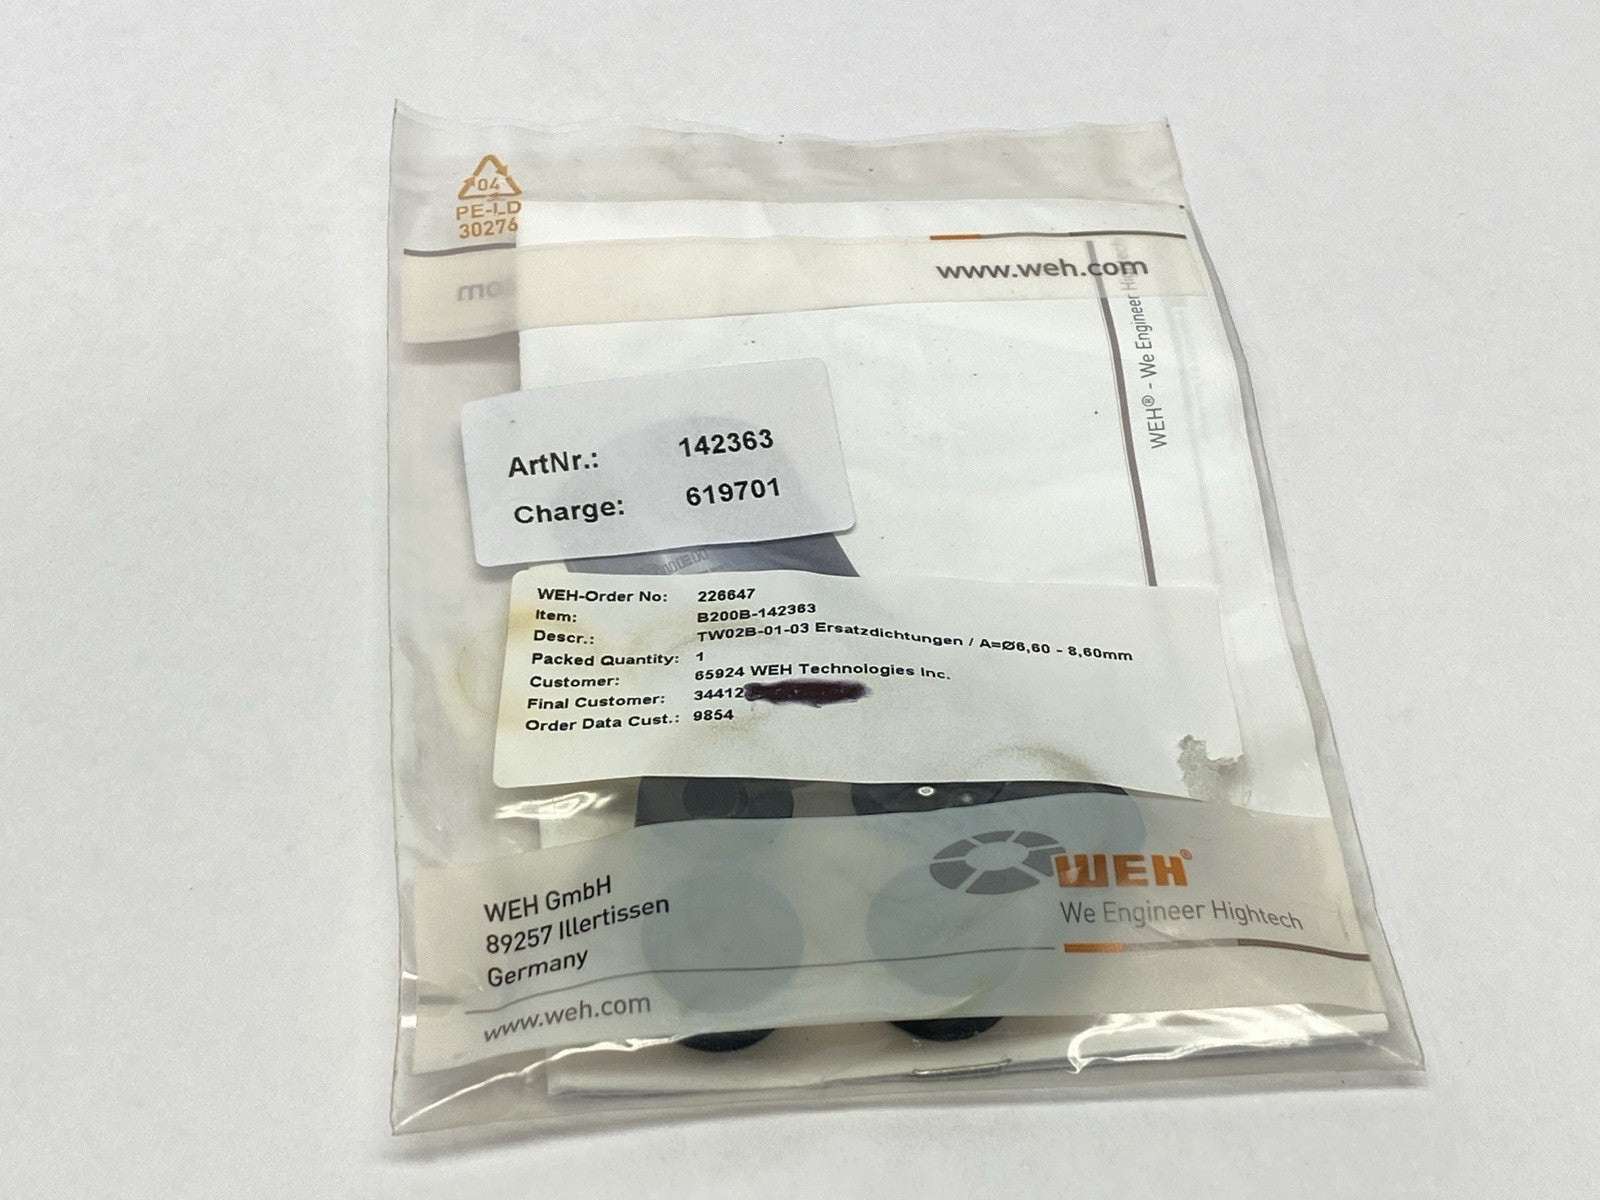 04
PE-LD
30276
www.weh.com
WEH® - We Engineer
ArtNr.: 142363
Charge: 619701
WEH-Order No: 226647
Item: B200B-142363
Descr.: TW02B-01-03 Ersatzdichtungen / A=Ø6,60 - 8,60mm
Packed Quantity: 1
Customer: 65924 WEH Technologies Inc.
Final Customer: 34412
Order Data Cust.: 9854
WEH GmbH
89257 Illertissen
Germany
www.weh.com
WEH®
We Engineer Hightech